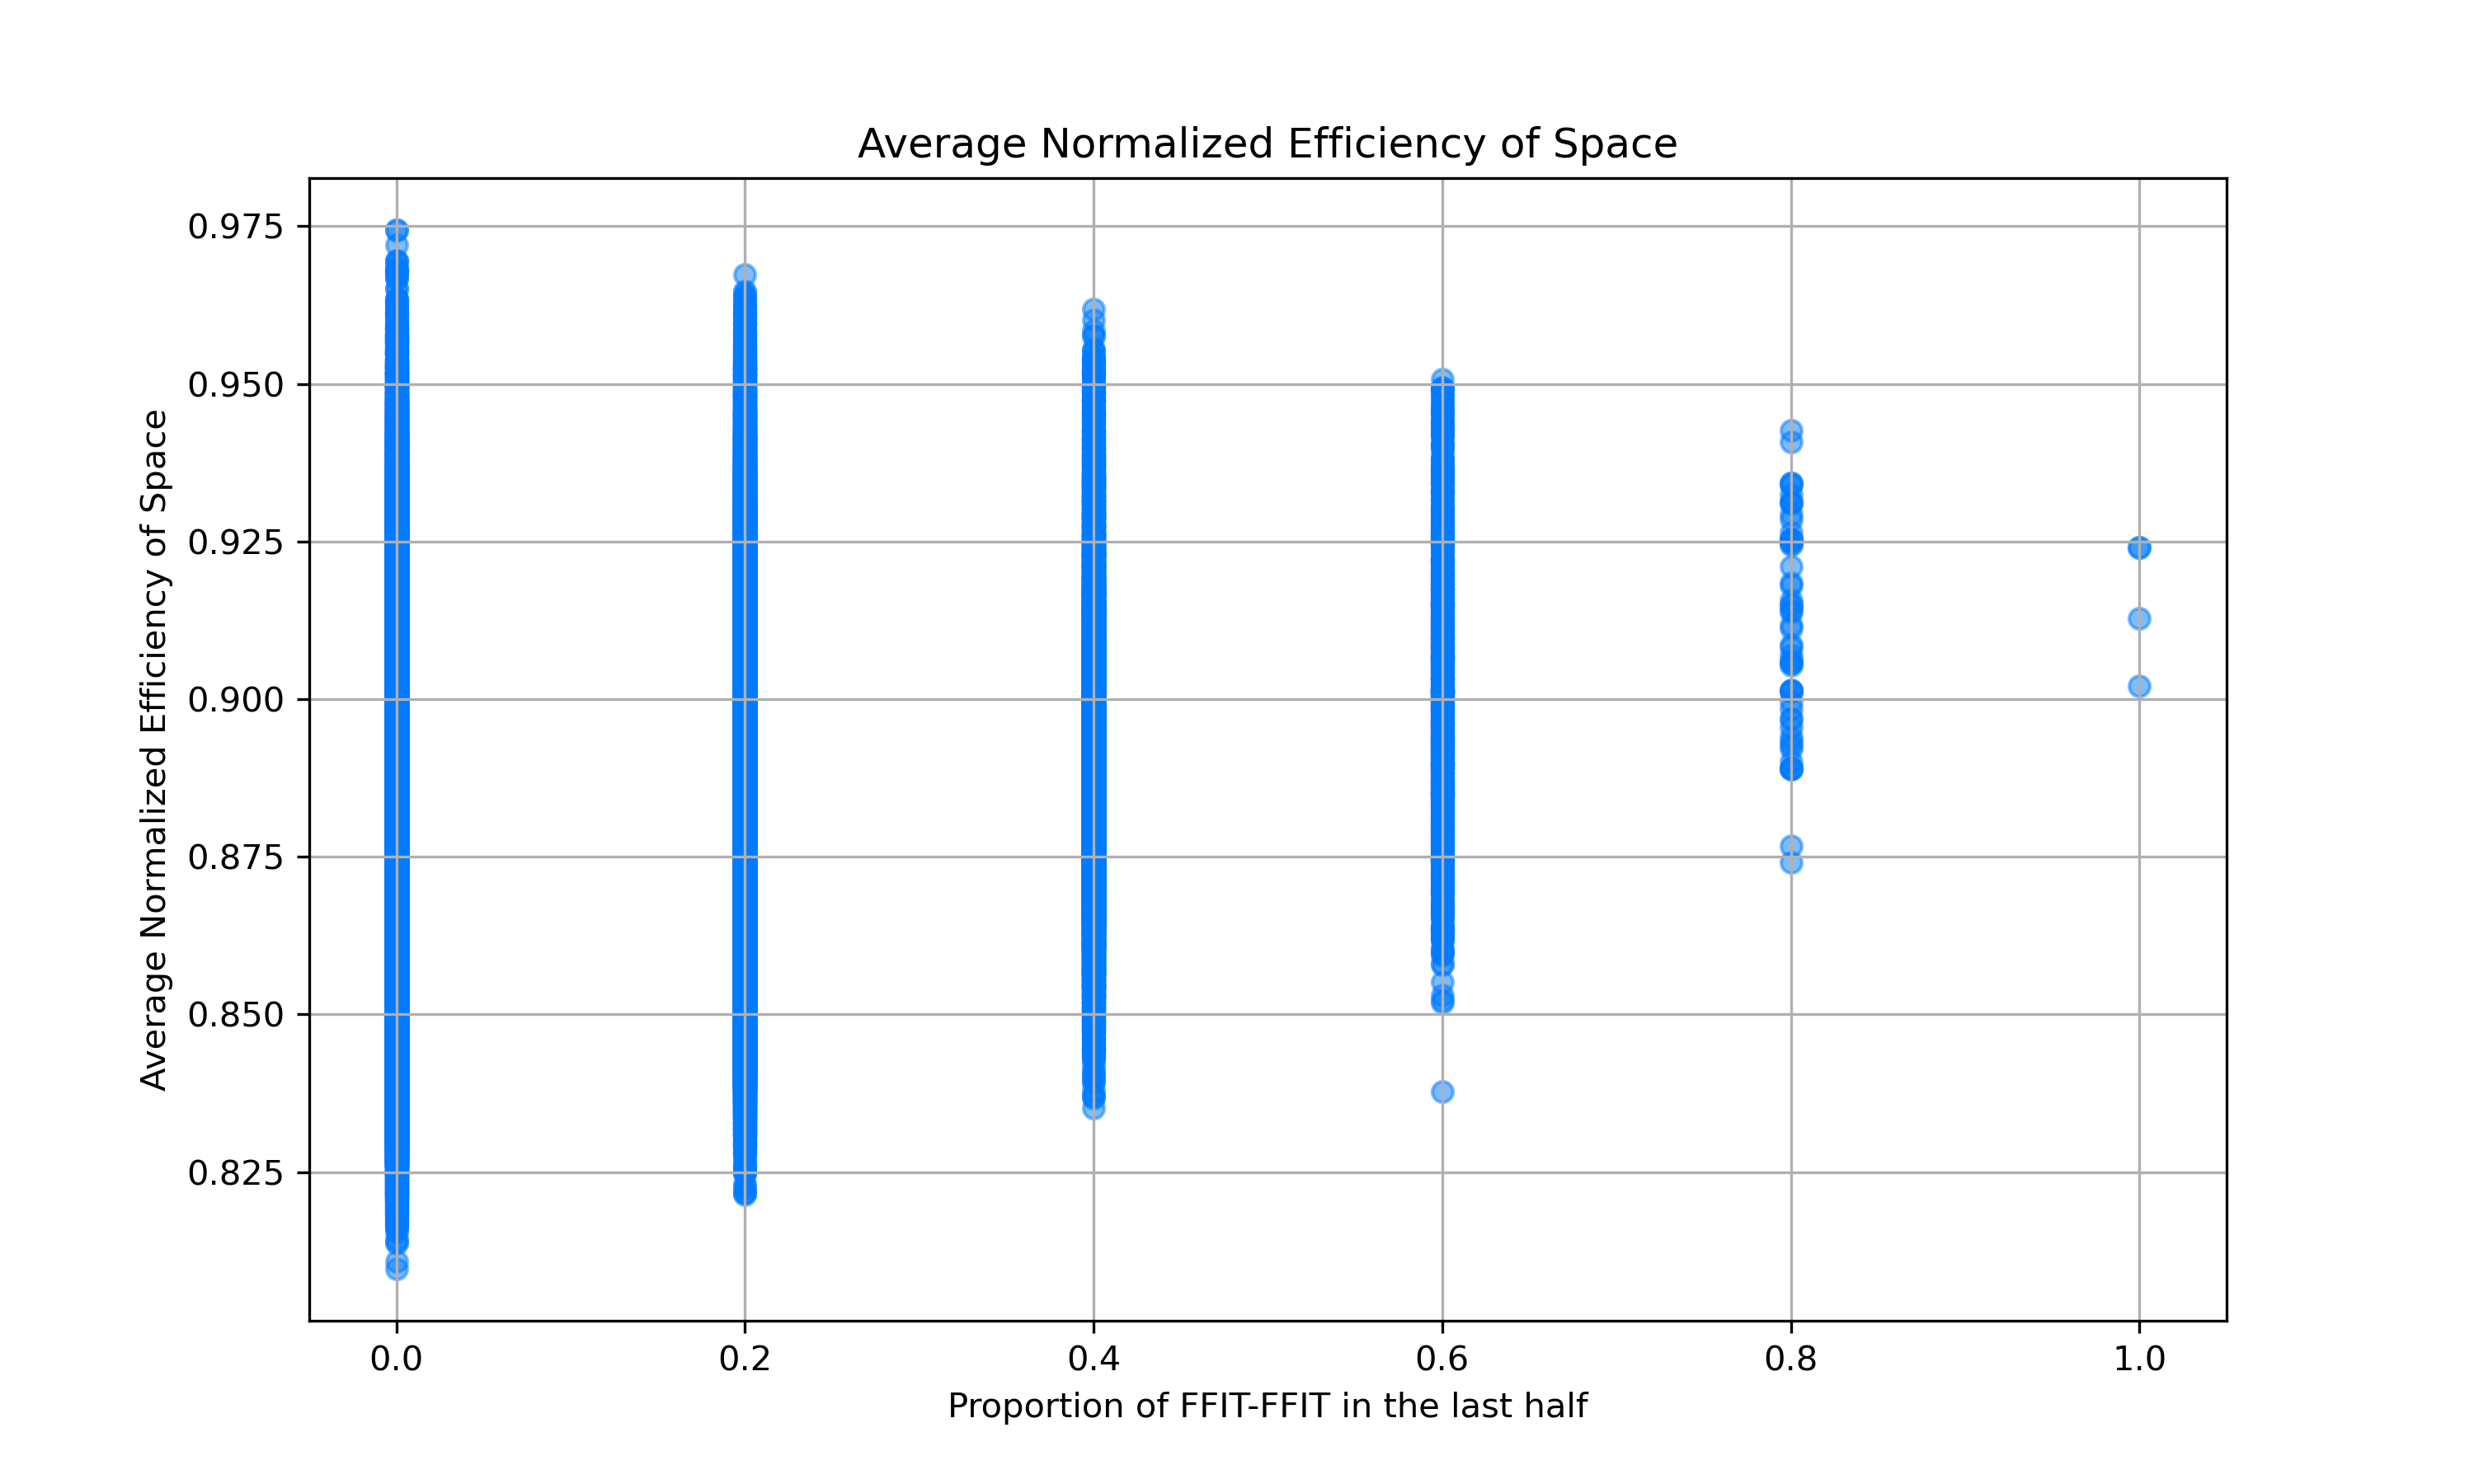 Average Normalized Efficiency of Space
Average Normalized Efficiency of Space
0.975
0.950
0.925
0.900
0.875
0.850
0.825
0.0 0.2 0.4 0.6 0.8 1.0
Proportion of FFIT-FFIT in the last half